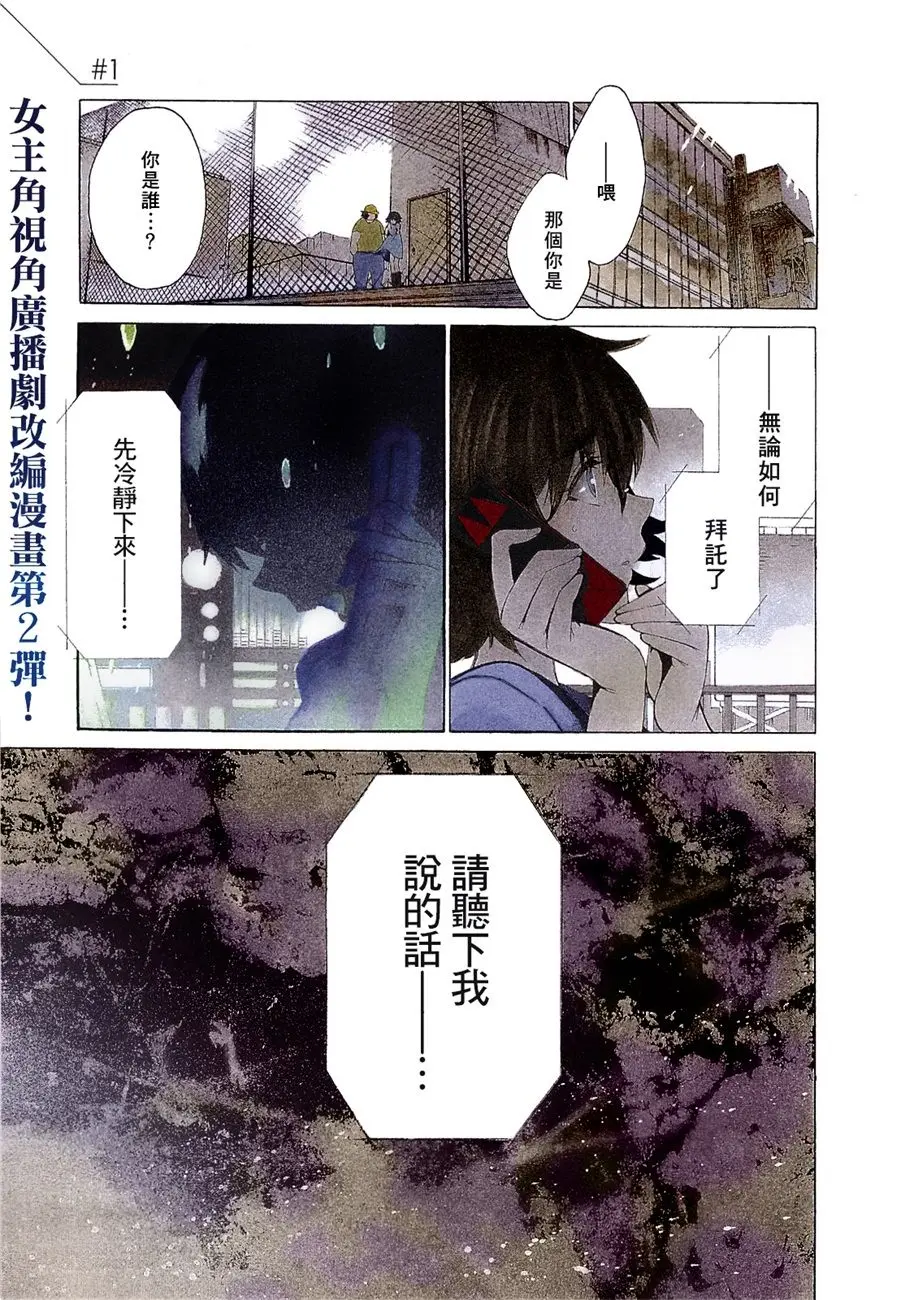 #1
女主角視角廣播劇改編漫畫第2彈！
——喂
那個你是
你是誰…？
——無論如何
拜託了
先冷靜下來——…
請聽下我
說的話——…